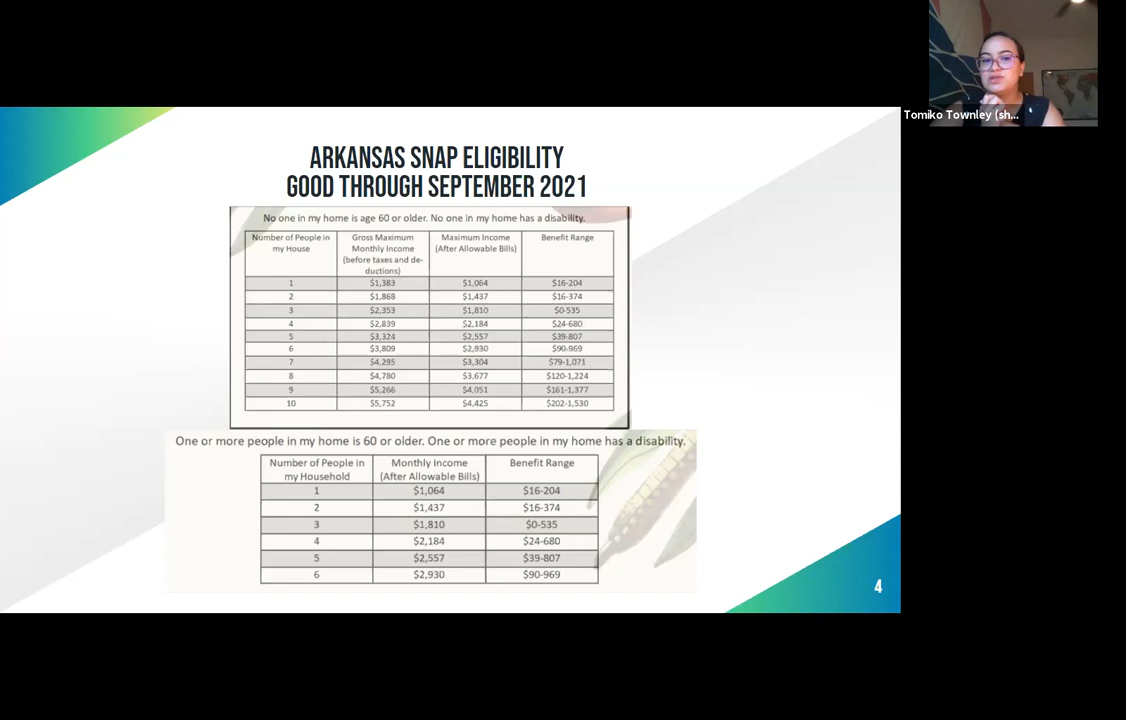 Tomiko Townley (sh...
ARKANSAS SNAP ELIGIBILITY
GOOD THROUGH SEPTEMBER 2021
No one in my home is age 60 or older. No one in my home has a disability.
Number of People in my House | Gross Maximum Monthly Income (before taxes and de-ductions) | Maximum Income (After Allowable Bills) | Benefit Range
1 $1,383 $1,064 $16-204
2 $1,868 $1,437 $16-374
3 $2,353 $1,810 $0-535
4 $2,839 $2,184 $24-680
5 $3,324 $2,557 $39-807
6 $3,809 $2,930 $90-969
7 $4,295 $3,304 $79-1,071
8 $4,780 $3,677 $120-1,224
9 $5,266 $4,051 $161-1,377
10 $5,752 $4,425 $202-1,530
One or more people in my home is 60 or older. One or more people in my home has a disability.
Number of People in my Household | Monthly Income (After Allowable Bills) | Benefit Range
1 $1,064 $16-204
2 $1,437 $16-374
3 $1,810 $0-535
4 $2,184 $24-680
5 $2,557 $39-807
6 $2,930 $90-969
4